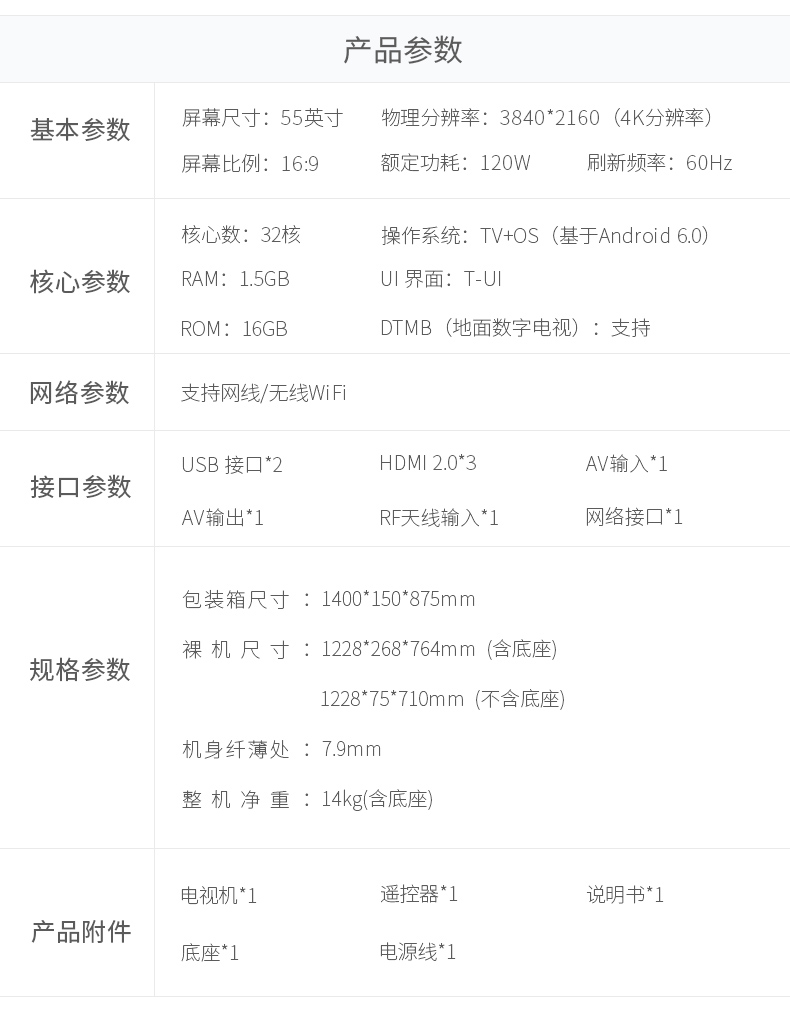 产品参数
基本参数
屏幕尺寸：55英寸 物理分辨率：3840*2160（4K分辨率）
屏幕比例：16:9 额定功耗：120W 刷新频率：60Hz
核心参数
核心数：32核 操作系统：TV+OS（基于Android 6.0）
RAM：1.5GB UI 界面：T-UI
ROM：16GB DTMB（地面数字电视）：支持
网络参数
支持网线/无线WiFi
接口参数
USB 接口*2 HDMI 2.0*3 AV输入*1
AV输出*1 RF天线输入*1 网络接口*1
规格参数
包装箱尺寸 ：1400*150*875mm
裸 机 尺 寸 ：1228*268*764mm (含底座)
1228*75*710mm (不含底座)
机身纤薄处 ：7.9mm
整 机 净 重 ：14kg(含底座)
产品附件
电视机*1 遥控器*1 说明书*1
底座*1 电源线*1